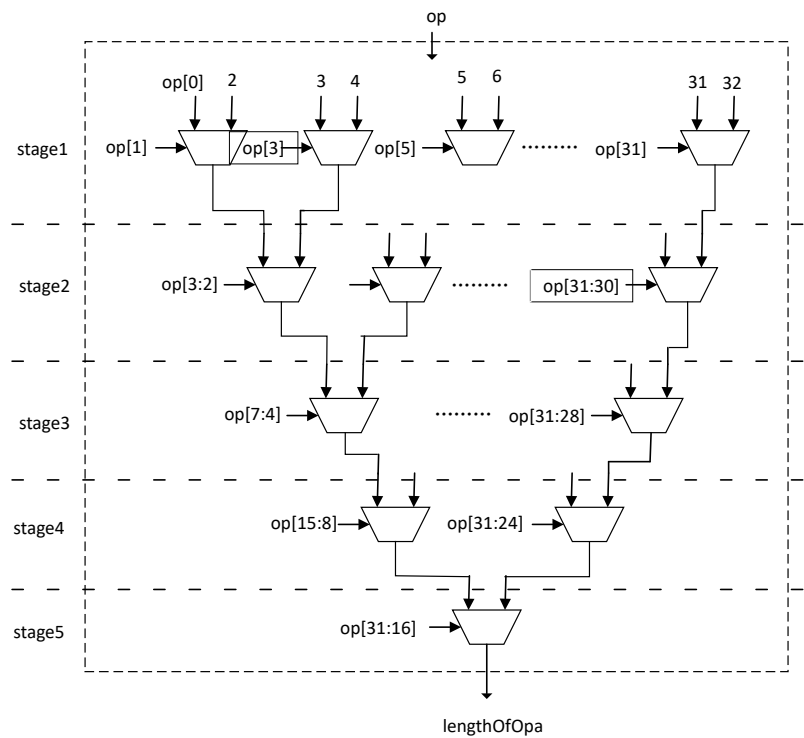 op
op[0] 2 3 4 5 6 31 32
stage1 op[1] op[3] op[5] op[31]
stage2 op[3:2] op[31:30]
stage3 op[7:4] op[31:28]
stage4 op[15:8] op[31:24]
stage5 op[31:16]
lengthOfOpa